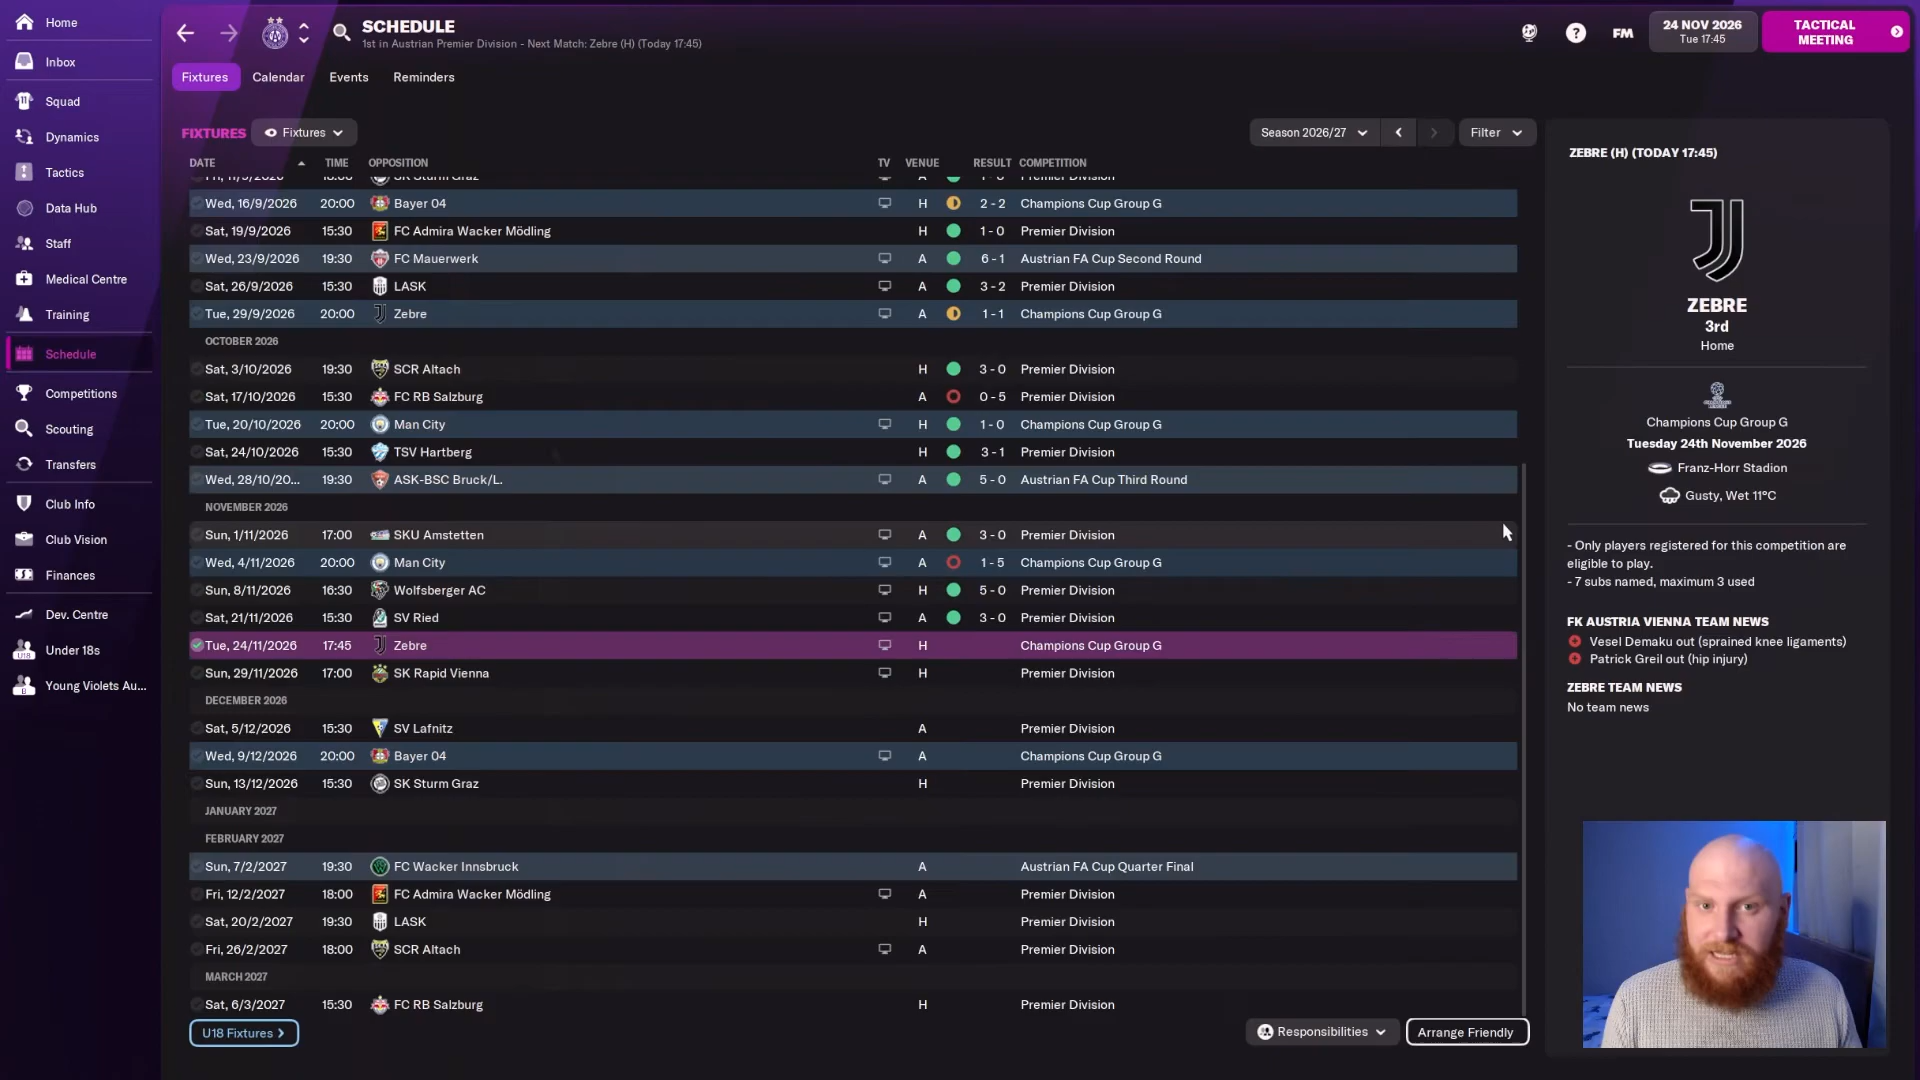 Home
Inbox
Squad
Dynamics
Tactics
Data Hub
Staff
Medical Centre
Training
Schedule
Competitions
Scouting
Transfers
Club Info
Club Vision
Finances
Dev. Centre
Under 18s
Young Violets Au...
SCHEDULE
1st in Austrian Premier Division - Next Match: Zebre (H) (Today 17:45)
FM
24 NOV 2026
Tue 17:45
TACTICAL MEETING
Fixtures Calendar Events Reminders
FIXTURES Fixtures Season 2026/27 Filter
DATE TIME OPPOSITION TV VENUE RESULT COMPETITION
Fri, 11/9/2026 18:00 SK Sturm Graz A Premier Division
Wed, 16/9/2026 20:00 Bayer 04 H 2 - 2 Champions Cup Group G
Sat, 19/9/2026 15:30 FC Admira Wacker Mödling H 1 - 0 Premier Division
Wed, 23/9/2026 19:30 FC Mauerwerk A 6 - 1 Austrian FA Cup Second Round
Sat, 26/9/2026 15:30 LASK A 3 - 2 Premier Division
Tue, 29/9/2026 20:00 Zebre A 1 - 1 Champions Cup Group G
OCTOBER 2026
Sat, 3/10/2026 19:30 SCR Altach H 3 - 0 Premier Division
Sat, 17/10/2026 15:30 FC RB Salzburg A 0 - 5 Premier Division
Tue, 20/10/2026 20:00 Man City H 1 - 0 Champions Cup Group G
Sat, 24/10/2026 15:30 TSV Hartberg H 3 - 1 Premier Division
Wed, 28/10/20... 19:30 ASK-BSC Bruck/L. A 5 - 0 Austrian FA Cup Third Round
NOVEMBER 2026
Sun, 1/11/2026 17:00 SKU Amstetten A 3 - 0 Premier Division
Wed, 4/11/2026 20:00 Man City A 1 - 5 Champions Cup Group G
Sun, 8/11/2026 16:30 Wolfsberger AC H 5 - 0 Premier Division
Sat, 21/11/2026 15:30 SV Ried A 3 - 0 Premier Division
Tue, 24/11/2026 17:45 Zebre H Champions Cup Group G
Sun, 29/11/2026 17:00 SK Rapid Vienna H Premier Division
DECEMBER 2026
Sat, 5/12/2026 15:30 SV Lafnitz A Premier Division
Wed, 9/12/2026 20:00 Bayer 04 A Champions Cup Group G
Sun, 13/12/2026 15:30 SK Sturm Graz H Premier Division
JANUARY 2027
FEBRUARY 2027
Sun, 7/2/2027 19:30 FC Wacker Innsbruck A Austrian FA Cup Quarter Final
Fri, 12/2/2027 18:00 FC Admira Wacker Mödling A Premier Division
Sat, 20/2/2027 19:30 LASK H Premier Division
Fri, 26/2/2027 18:00 SCR Altach A Premier Division
MARCH 2027
Sat, 6/3/2027 15:30 FC RB Salzburg H Premier Division
U18 Fixtures Responsibilities Arrange Friendly
ZEBRE (H) (TODAY 17:45)
ZEBRE
3rd
Home
Champions Cup Group G
Tuesday 24th November 2026
Franz-Horr Stadion
Gusty, Wet 11°C
- Only players registered for this competition are
eligible to play.
- 7 subs named, maximum 3 used
FK AUSTRIA VIENNA TEAM NEWS
Vesel Demaku out (sprained knee ligaments)
Patrick Greil out (hip injury)
ZEBRE TEAM NEWS
No team news